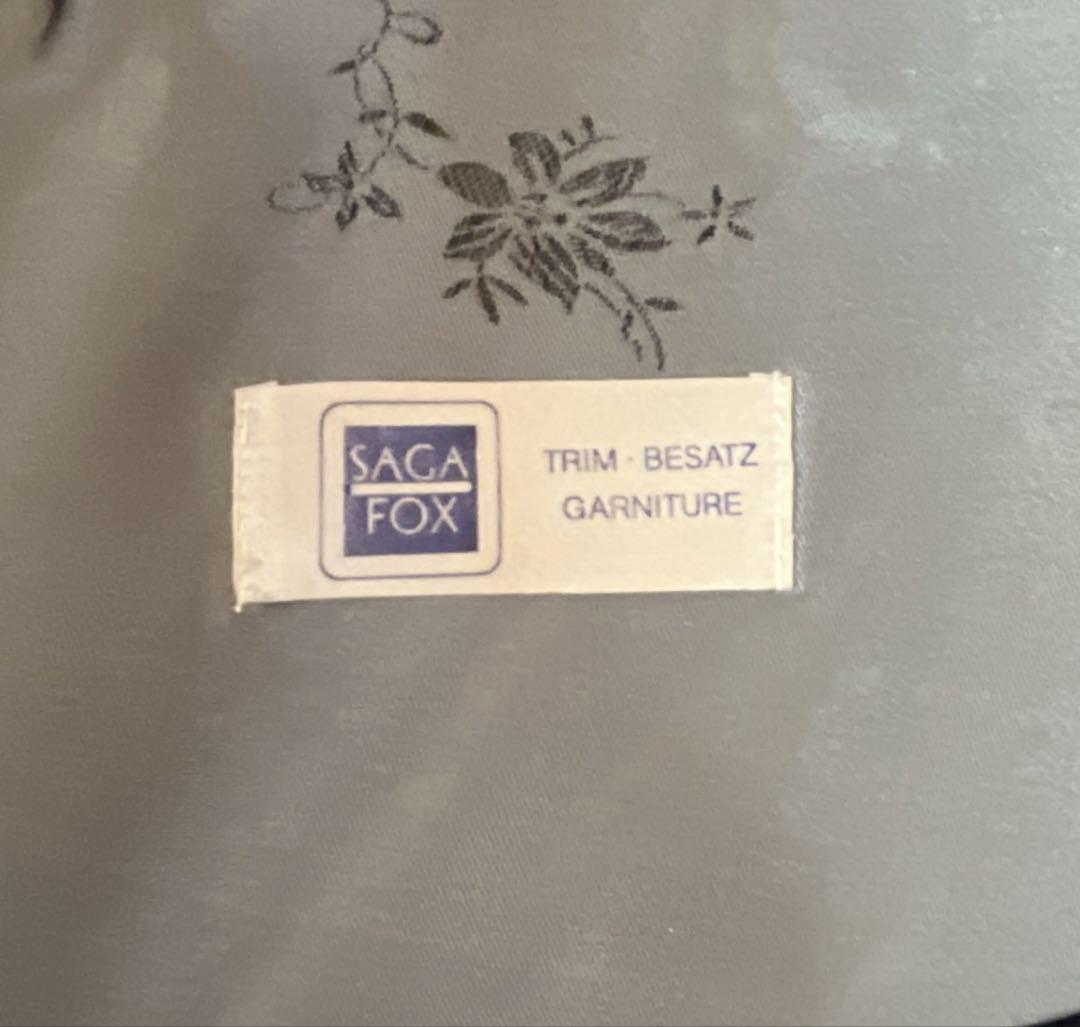 SAGA
FOX
TRIM · BESATZ
GARNITURE